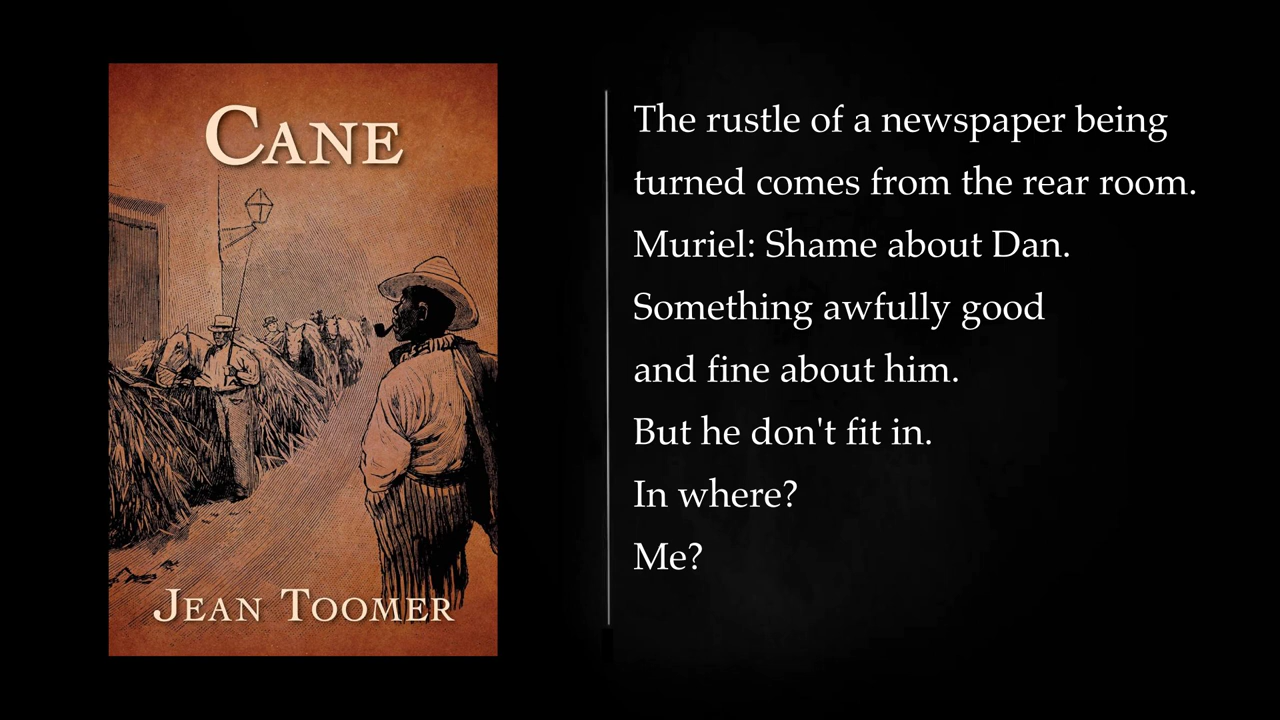 CANE
JEAN TOOMER
The rustle of a newspaper being
turned comes from the rear room.
Muriel: Shame about Dan.
Something awfully good
and fine about him.
But he don't fit in.
In where?
Me?